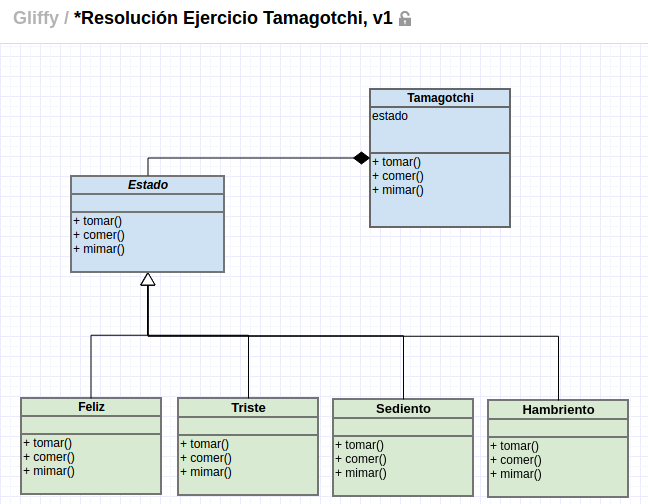 Gliffy / *Resolución Ejercicio Tamagotchi, v1
Tamagotchi
estado
+ tomar()
+ comer()
+ mimar()
Estado
+ tomar()
+ comer()
+ mimar()
Feliz
+ tomar()
+ comer()
+ mimar()
Triste
+ tomar()
+ comer()
+ mimar()
Sediento
+ tomar()
+ comer()
+ mimar()
Hambriento
+ tomar()
+ comer()
+ mimar()